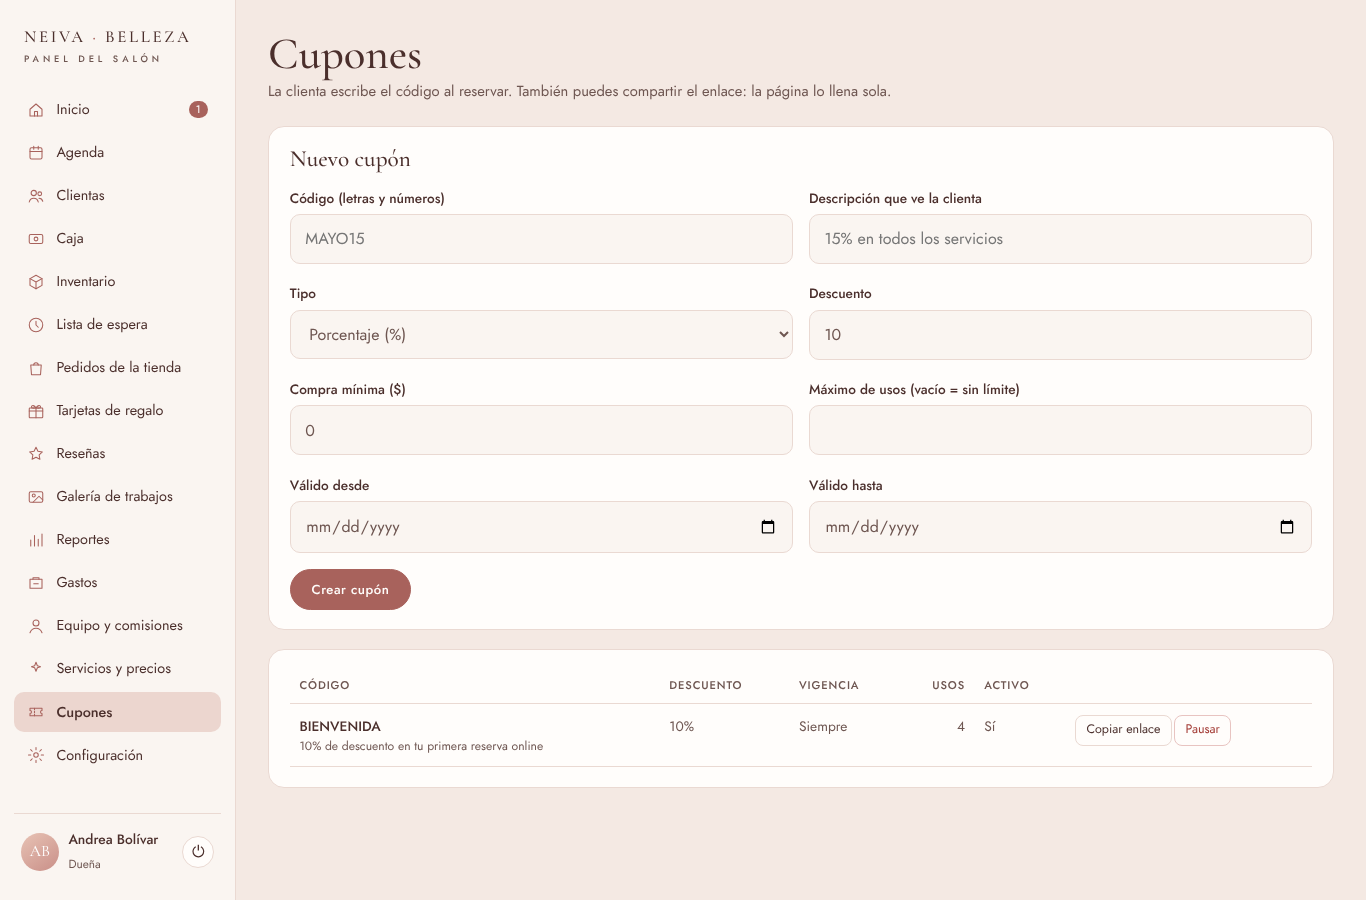 NEIVA · BELLEZA
PANEL DEL SALÓN
Inicio 1
Agenda
Clientas
Caja
Inventario
Lista de espera
Pedidos de la tienda
Tarjetas de regalo
Reseñas
Galería de trabajos
Reportes
Gastos
Equipo y comisiones
Servicios y precios
Cupones
Configuración
AB
Andrea Bolívar
Dueña
Cupones
La clienta escribe el código al reservar. También puedes compartir el enlace: la página lo llena sola.
Nuevo cupón
Código (letras y números) Descripción que ve la clienta
MAYO15 15% en todos los servicios
Tipo Descuento
Porcentaje (%) 10
Compra mínima ($) Máximo de usos (vacío = sin límite)
0
Válido desde Válido hasta
mm/dd/yyyy mm/dd/yyyy
Crear cupón
CÓDIGO DESCUENTO VIGENCIA USOS ACTIVO
BIENVENIDA 10% Siempre 4 Sí Copiar enlace Pausar
10% de descuento en tu primera reserva online